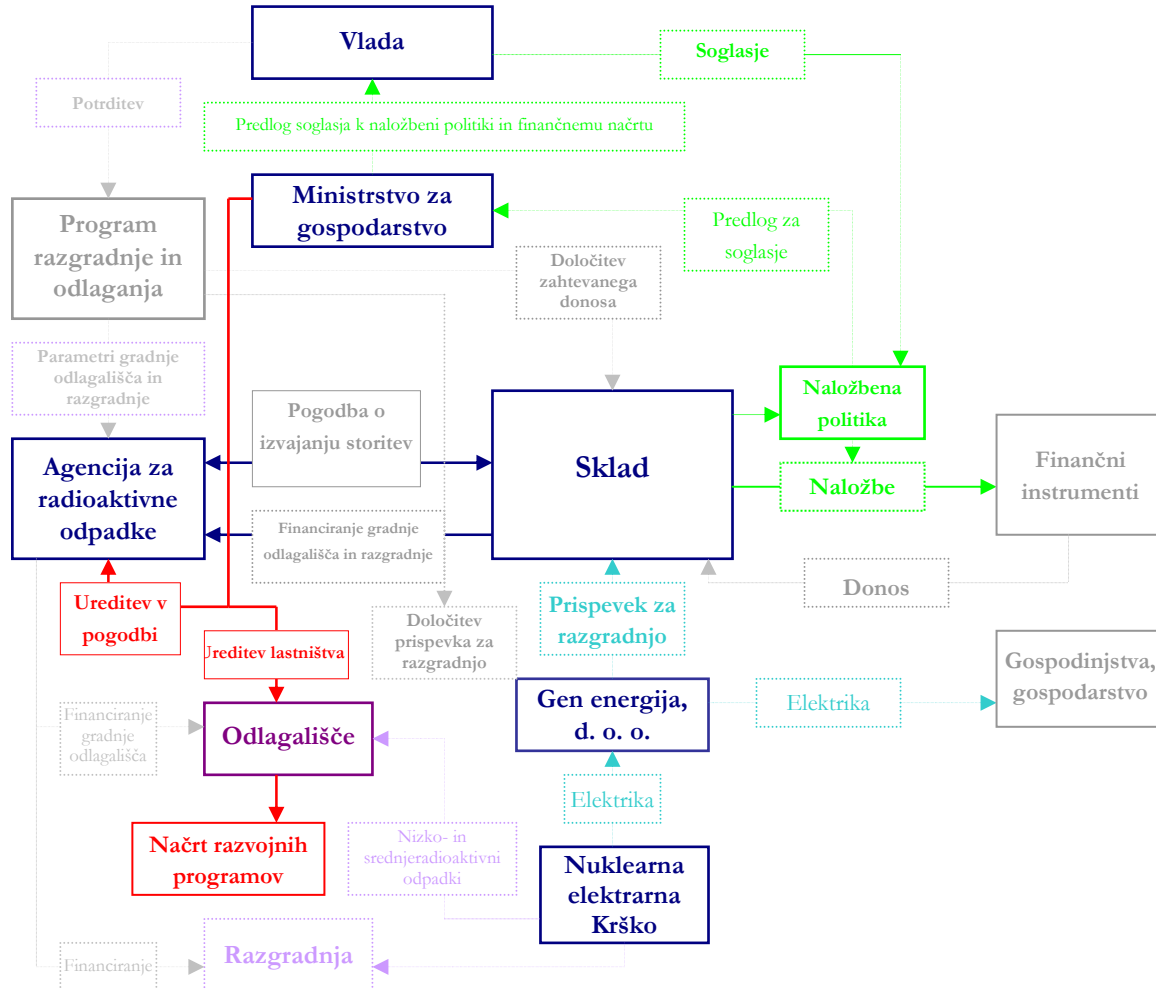 Vlada
Soglasje
Potrditev
Predlog soglasja k naložbeni politiki in finančnemu načrtu
Ministrstvo za
gospodarstvo
Program
razgradnje in
odlaganja
Predlog za
soglasje
Določitev
zahtevanega
donosa
Parametri gradnje
odlagališča in
razgradnje
Pogodba o
izvajanju storitev
Naložbena
politika
Agencija za
radioaktivne
odpadke
Sklad
Naložbe
Finančni
instrumenti
Financiranje gradnje
odlagališča in razgradnje
Donos
Ureditev v
pogodbi
Prispevek za
razgradnjo
Določitev
prispevka za
razgradnjo
Ureditev lastništva
Gospodinjstva,
gospodarstvo
Gen energija,
d. o. o.
Elektrika
Financiranje
gradnje
odlagališča
Odlagališče
Elektrika
Načrt razvojnih
programov
Nizko- in
srednjeradioaktivni
odpadki
Nuklearna
elektrarna
Krško
Financiranje
Razgradnja